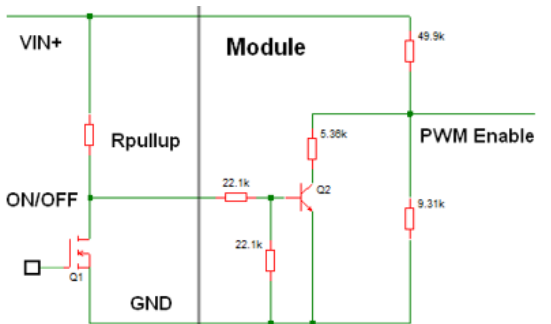 VIN+
Module
49.9k
Rpullup
5.36k
PWM Enable
ON/OFF
22.1k
Q2
9.31k
22.1k
Q1
GND